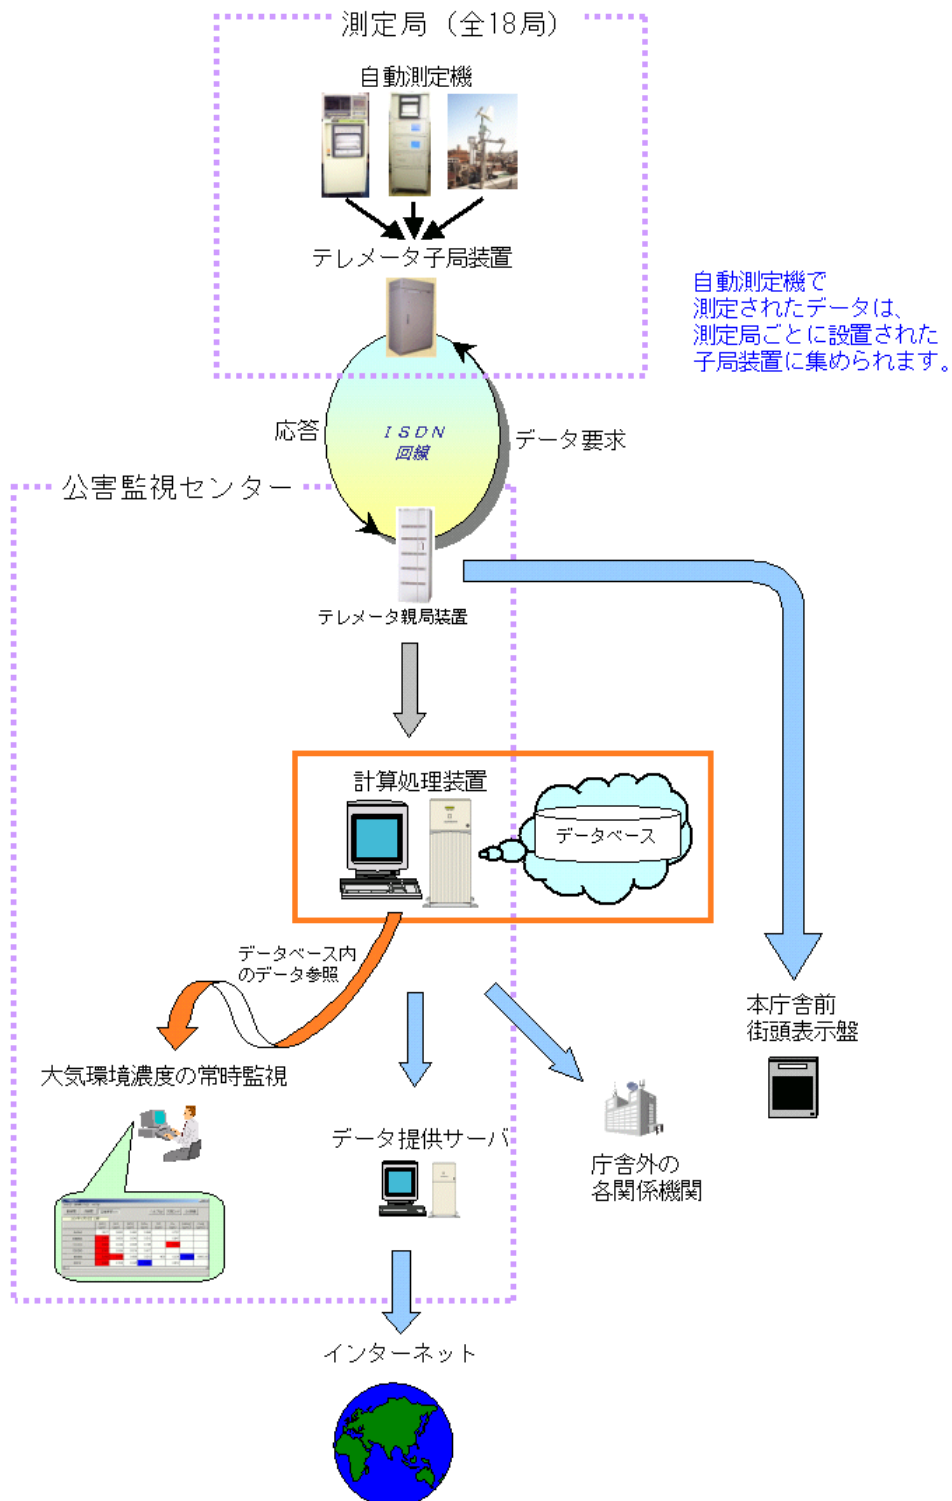 測定局（全18局）
自動測定機
テレメータ子局装置
自動測定機で
測定されたデータは、
測定局ごとに設置された
子局装置に集められます。
応答
ISDN
回線
データ要求
公害監視センター
テレメータ親局装置
計算処理装置
データベース
データベース内
のデータ参照
本庁舎前
街頭表示盤
大気環境濃度の常時監視
データ提供サーバ
庁舎外の
各関係機関
インターネット